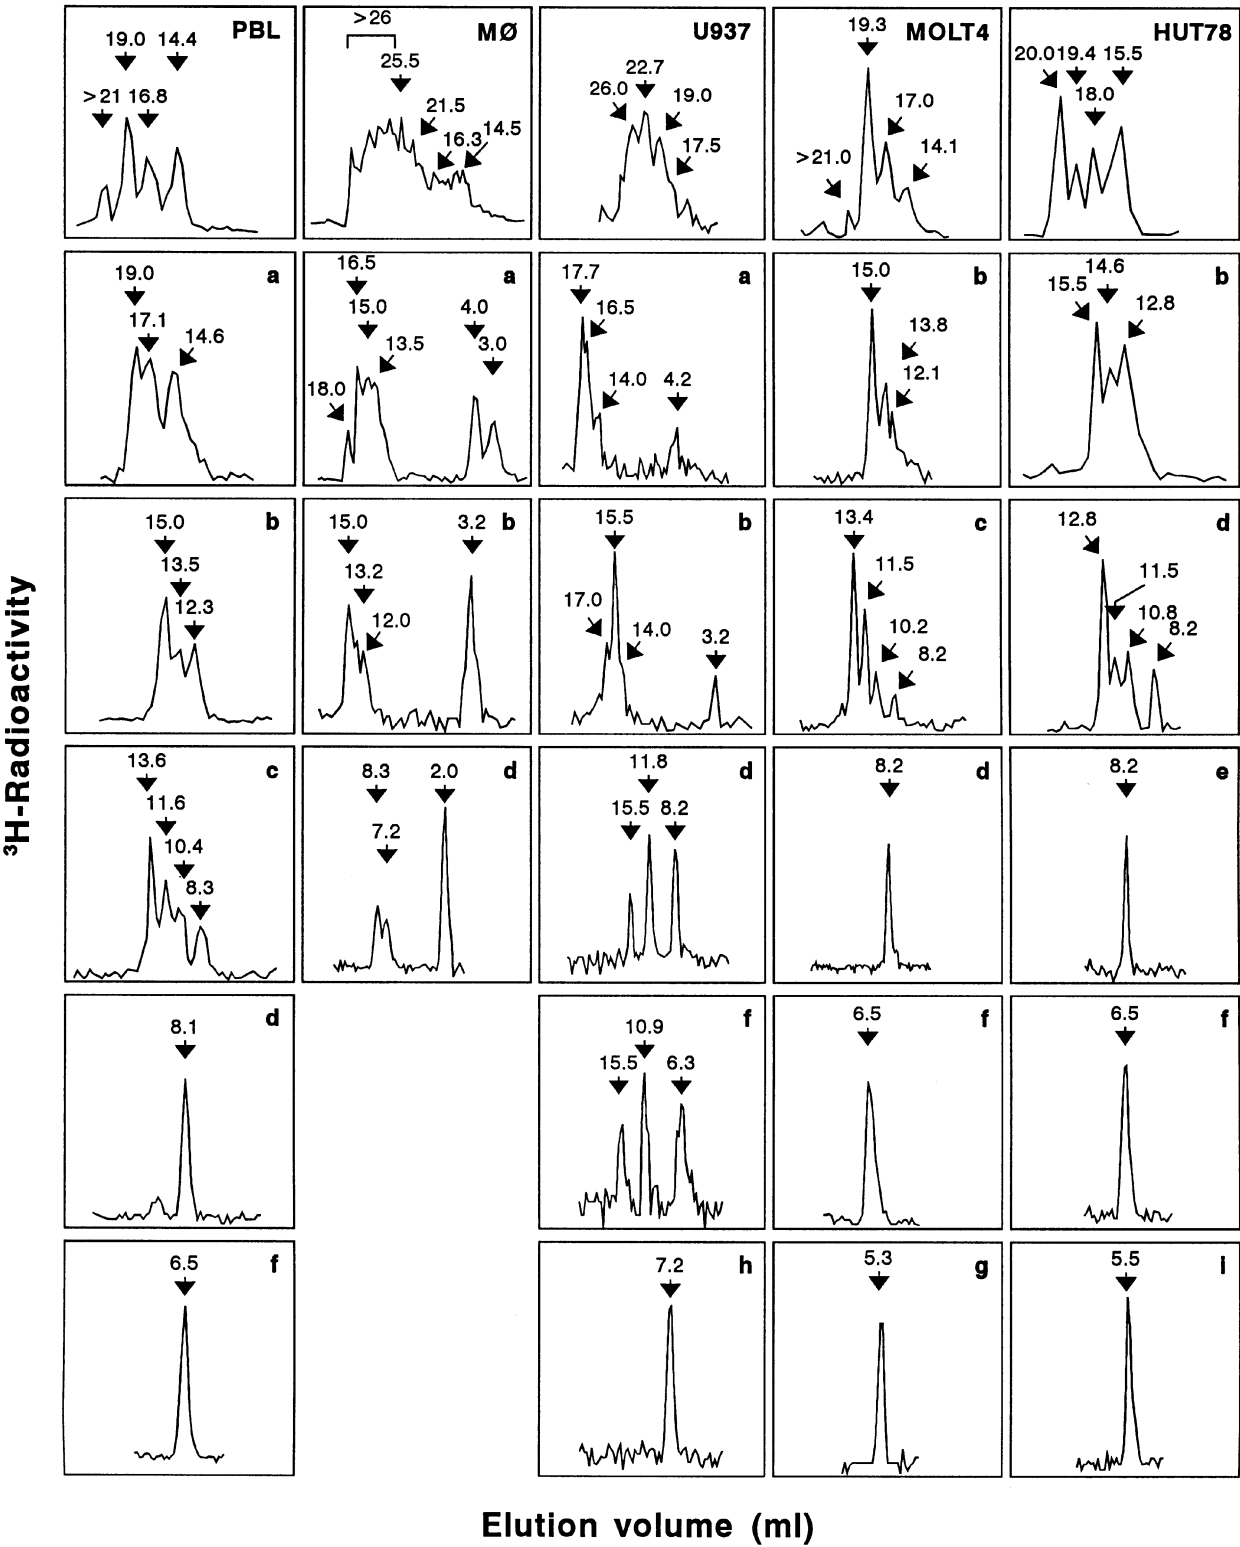 PBL
19.0 14.4
>21 16.8
MØ
>26
25.5
21.5
16.3 14.5
U937
22.7
26.0 19.0
17.5
MOLT4
19.3
17.0
>21.0 14.1
HUT78
20.0 19.4 15.5
18.0
a
19.0
17.1
14.6
a
16.5
15.0 4.0
13.5 3.0
18.0
a
17.7
16.5
14.0 4.2
b
15.0
13.8
12.1
b
14.6
15.5 12.8
b
15.0
13.5
12.3
b
15.0 3.2
13.2
12.0
b
15.5
17.0
14.0 3.2
c
13.4
11.5
10.2
8.2
d
12.8
11.5
10.8
8.2
c
13.6
11.6
10.4
8.3
d
8.3 2.0
7.2
d
11.8
15.5 8.2
d
8.2
e
8.2
d
8.1
f
10.9
15.5 6.3
f
6.5
f
6.5
f
6.5
h
7.2
g
5.3
i
5.5
³H-Radioactivity
Elution volume (ml)